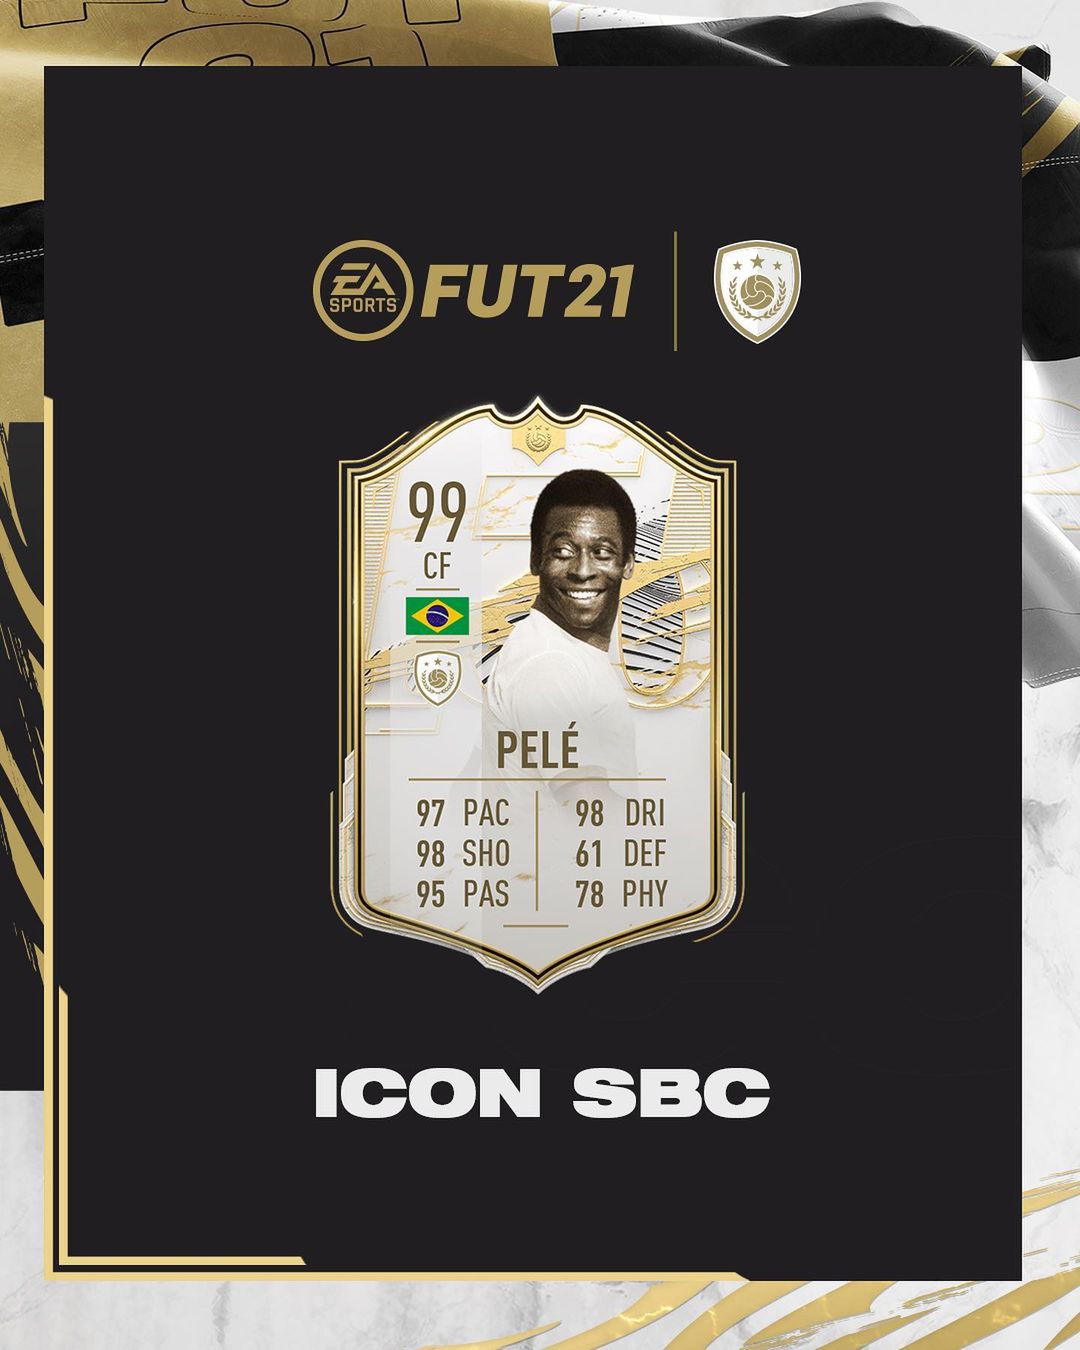 EA
SPORTS
FUT21
99
CF
PELÉ
97 PAC
98 DRI
98 SHO
61 DEF
95 PAS
78 PHY
ICON SBC